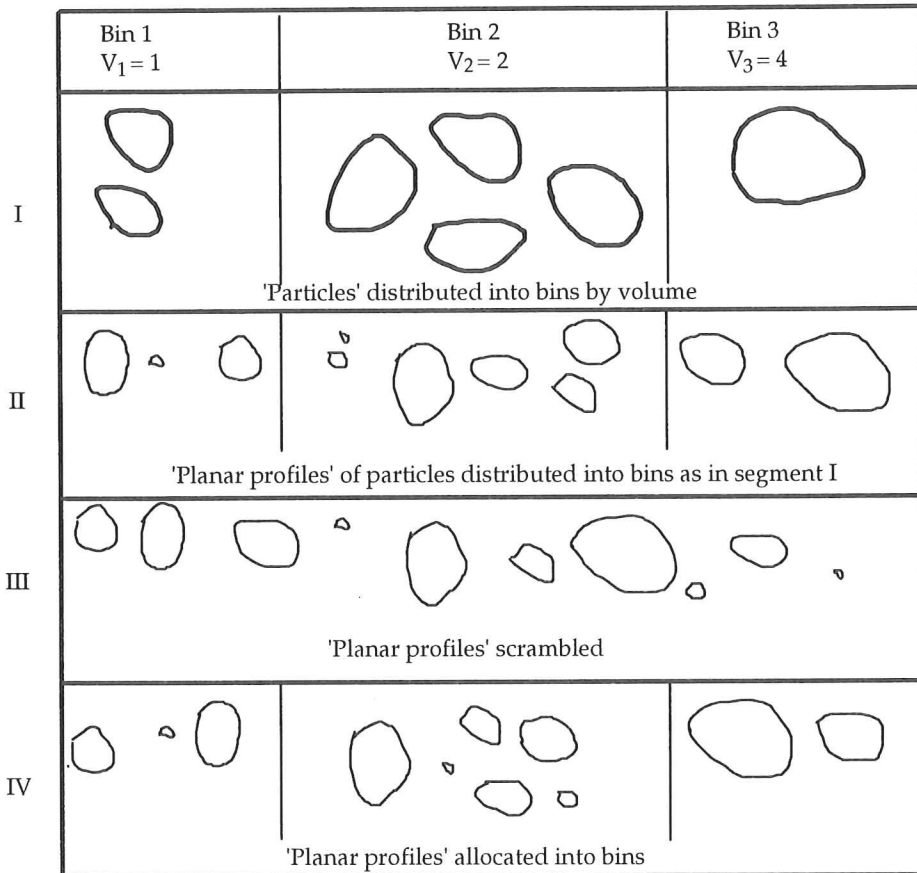 Bin 1
V₁ = 1
Bin 2
V₂ = 2
Bin 3
V₃ = 4
I
'Particles' distributed into bins by volume
II
'Planar profiles' of particles distributed into bins as in segment I
III
'Planar profiles' scrambled
IV
'Planar profiles' allocated into bins